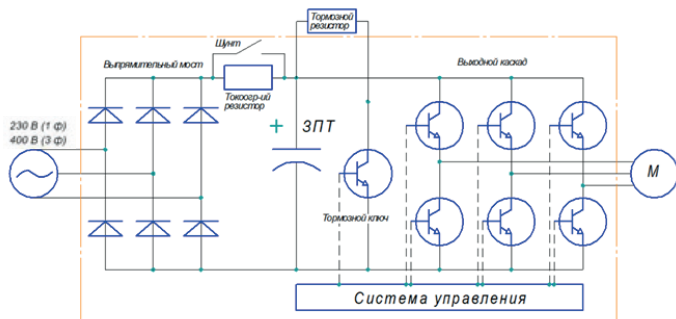 Тормозной
резистор
Шунт
Выпрямительный мост
Выходной каскад
Токоогр-ий
резистор
230 В (1 ф)
400 В (3 ф)
+
ЗПТ
М
Тормозной ключ
Система управления